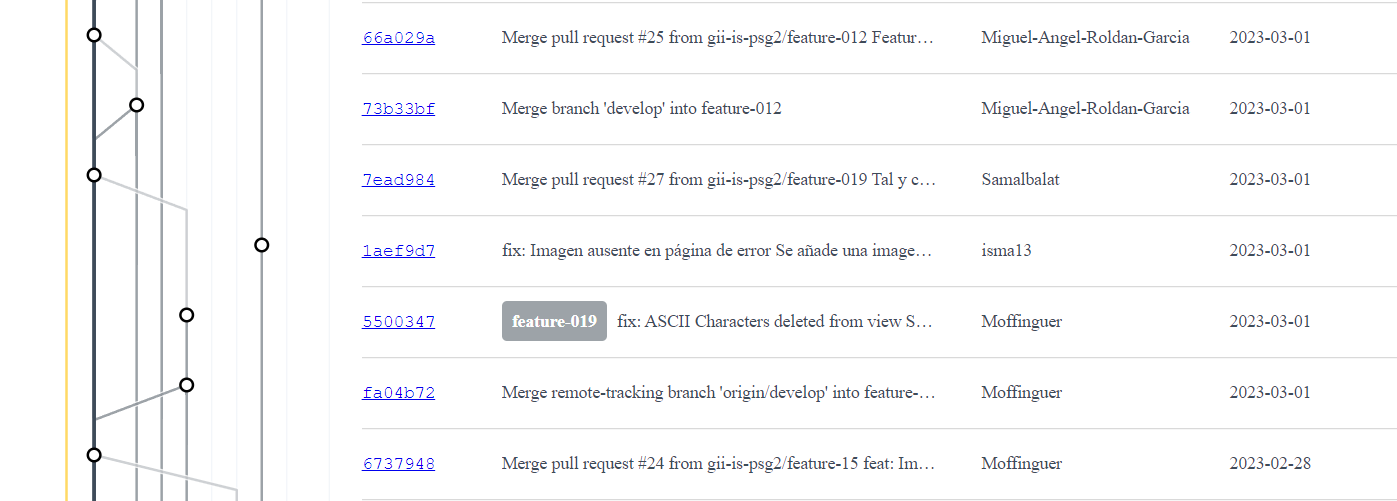 66a029a Merge pull request #25 from gii-is-psg2/feature-012 Featur… Miguel-Angel-Roldan-Garcia 2023-03-01
73b33bf Merge branch 'develop' into feature-012 Miguel-Angel-Roldan-Garcia 2023-03-01
7ead984 Merge pull request #27 from gii-is-psg2/feature-019 Tal y c… Samalbalat 2023-03-01
1aef9d7 fix: Imagen ausente en página de error Se añade una image… isma13 2023-03-01
5500347 feature-019 fix: ASCII Characters deleted from view S… Moffinguer 2023-03-01
fa04b72 Merge remote-tracking branch 'origin/develop' into feature-… Moffinguer 2023-03-01
6737948 Merge pull request #24 from gii-is-psg2/feature-15 feat: Im… Moffinguer 2023-02-28